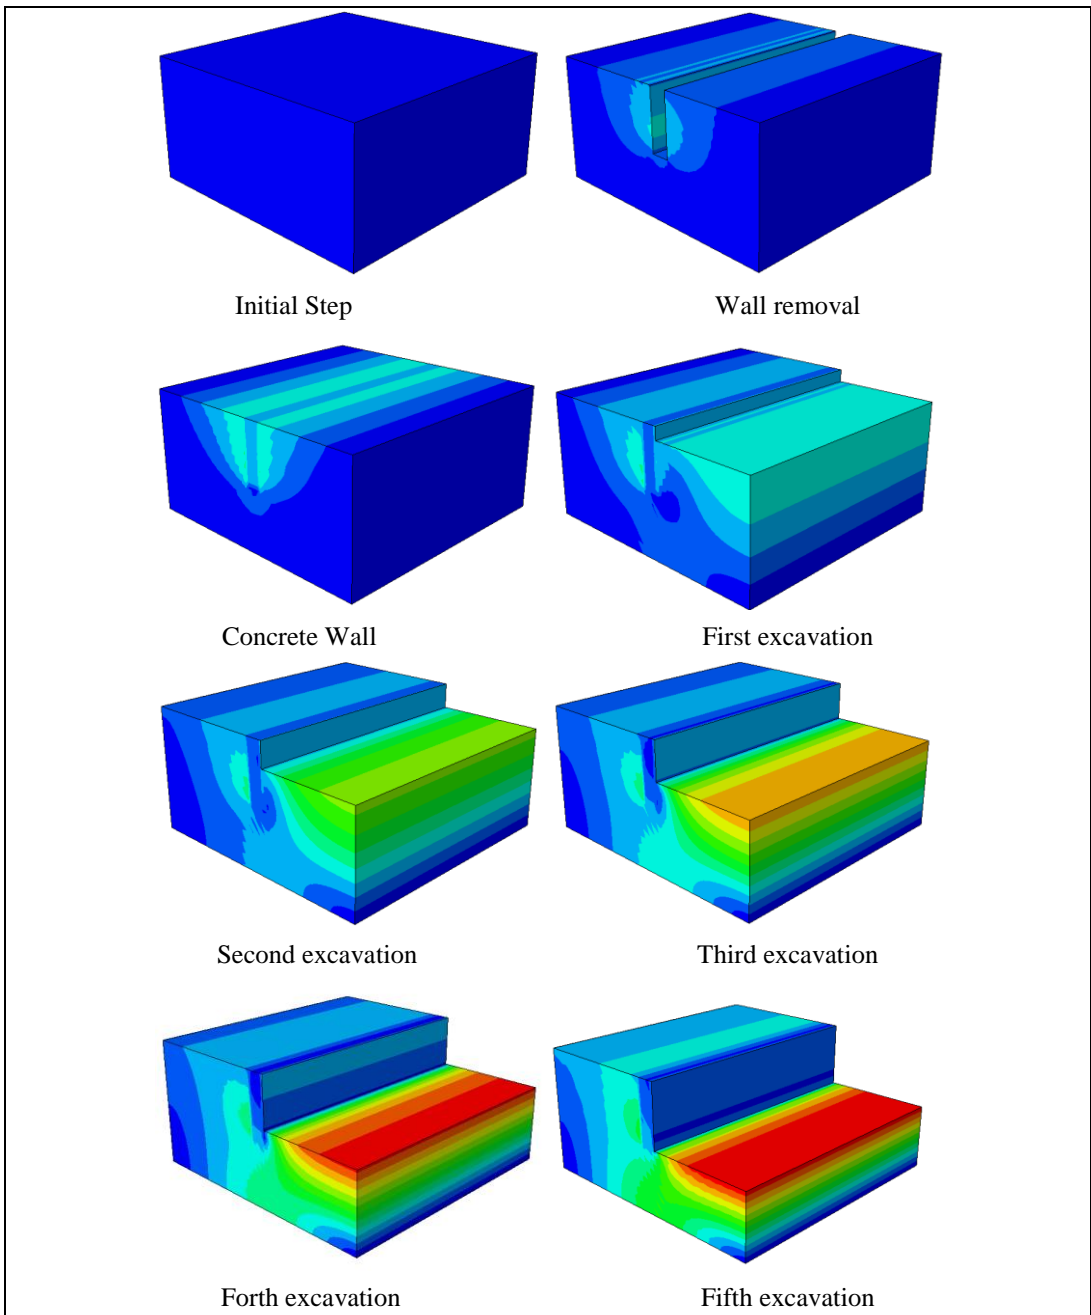 Initial Step
Wall removal
Concrete Wall
First excavation
Second excavation
Third excavation
Forth excavation
Fifth excavation